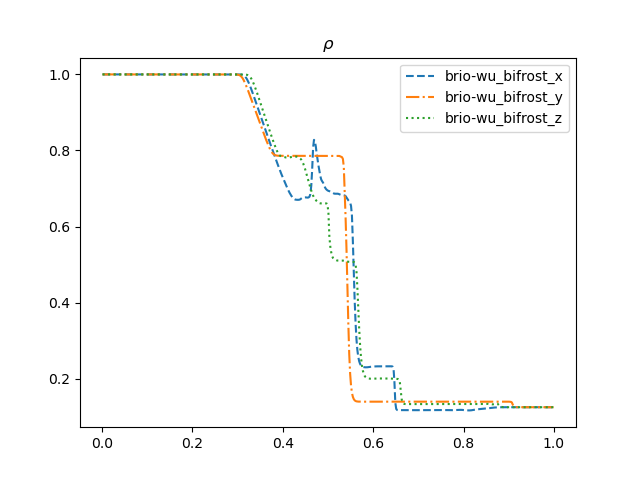 ρ
1.0
0.8
0.6
0.4
0.2
0.0 0.2 0.4 0.6 0.8 1.0
brio-wu_bifrost_x
brio-wu_bifrost_y
brio-wu_bifrost_z